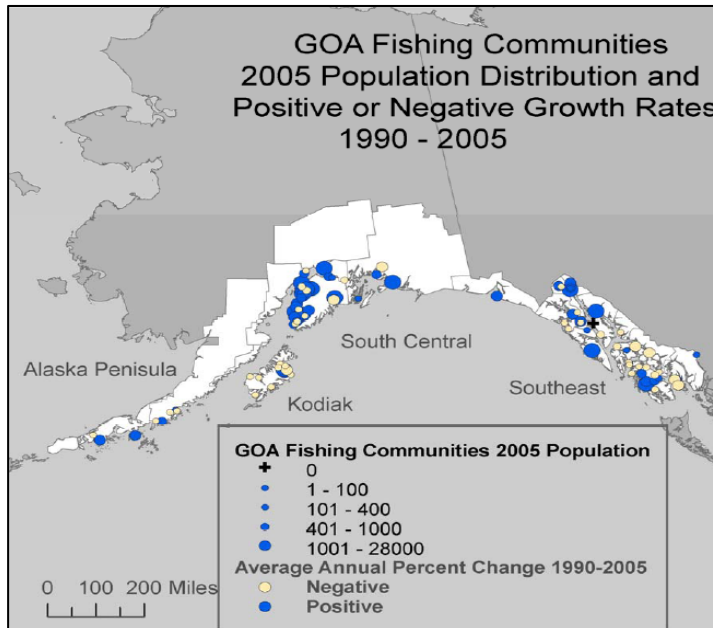 GOA Fishing Communities
2005 Population Distribution and
Positive or Negative Growth Rates
1990 - 2005
South Central
Alaska Penisula
Kodiak
Southeast
GOA Fishing Communities 2005 Population
0
1 - 100
101 - 400
401 - 1000
1001 - 28000
Average Annual Percent Change 1990-2005
Negative
Positive
0 100 200 Miles